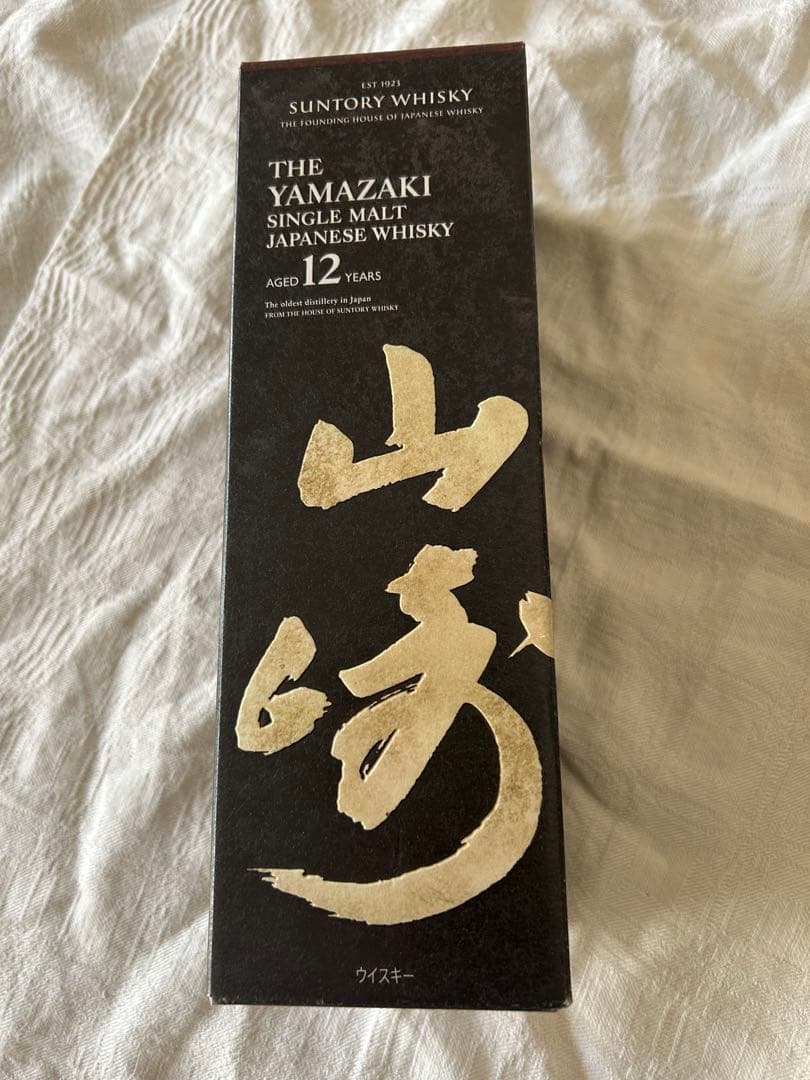 EST 1923
SUNTORY WHISKY
THE FOUNDING HOUSE OF JAPANESE WHISKY
THE
YAMAZAKI
SINGLE MALT
JAPANESE WHISKY
AGED 12 YEARS
The oldest distillery in Japan
FROM THE HOUSE OF SUNTORY WHISKY
山
崎
ウイスキー